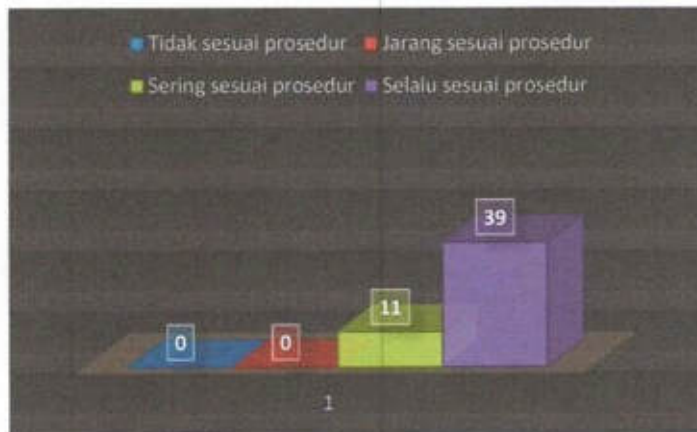 Tidak sesuai prosedur Jarang sesuai prosedur
Sering sesuai prosedur Selalu sesuai prosedur
39
11
0 0
1